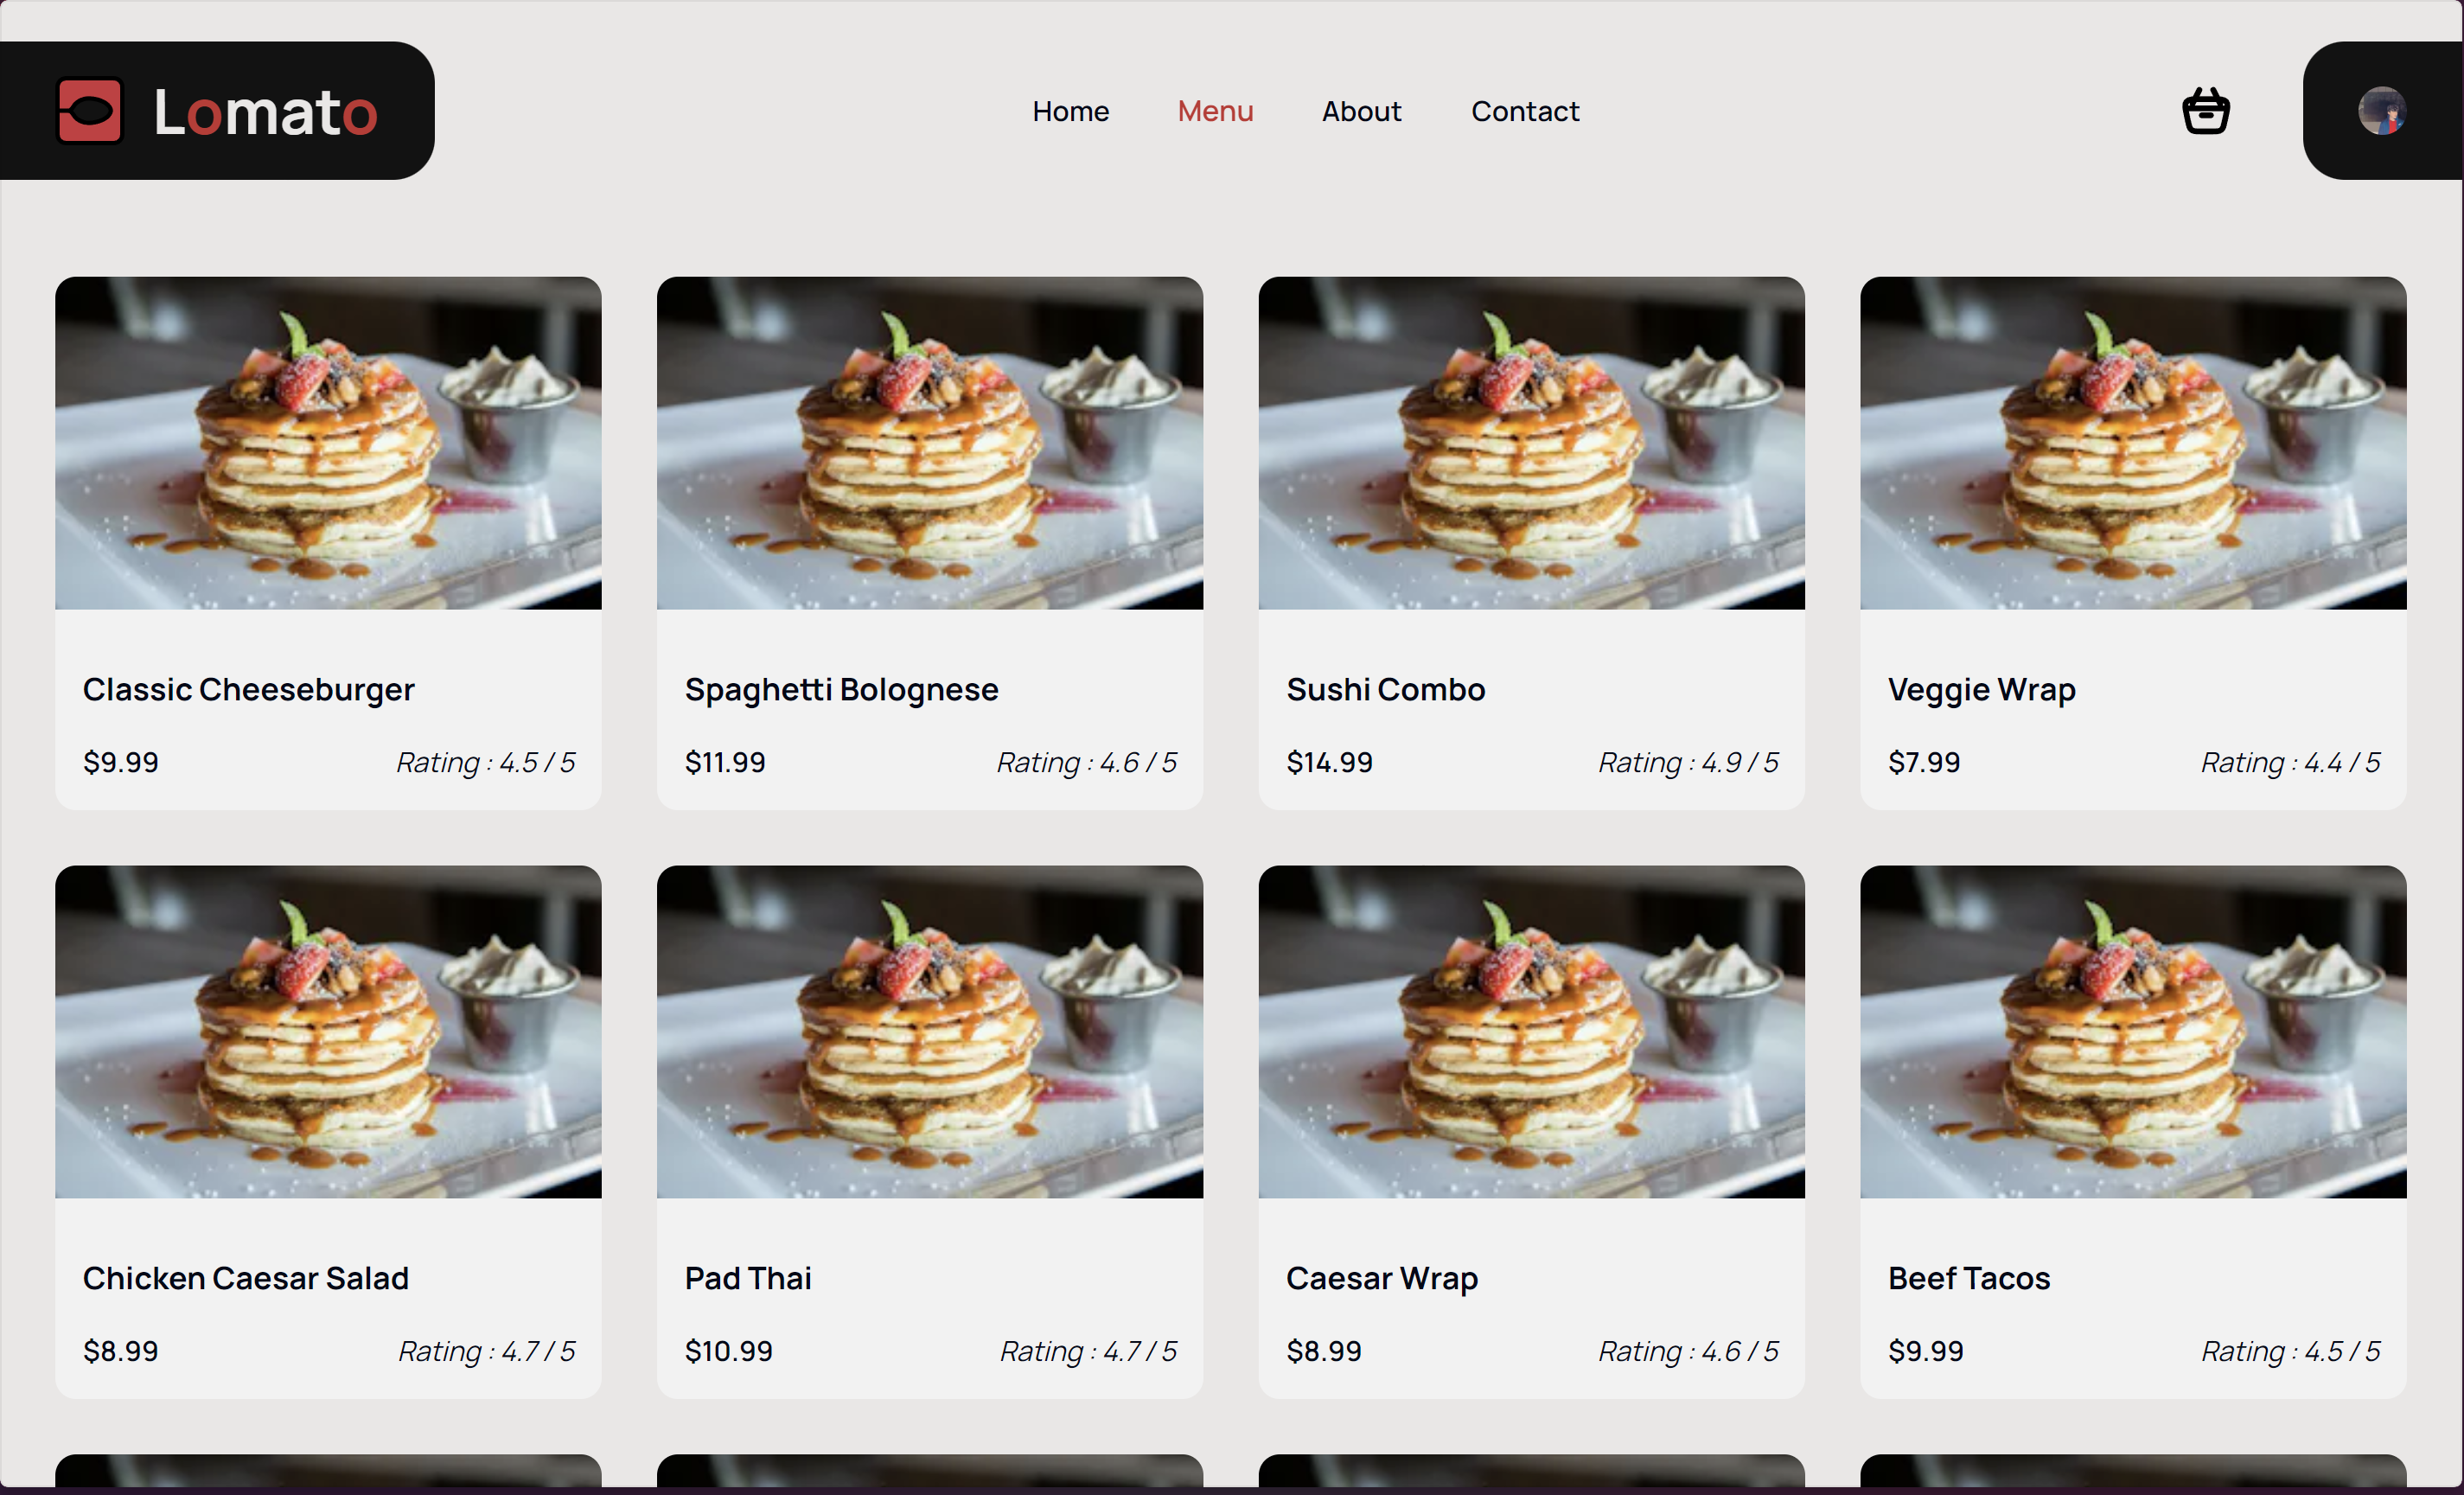 Lomato
Home Menu About Contact
Classic Cheeseburger
$9.99 Rating : 4.5 / 5
Spaghetti Bolognese
$11.99 Rating : 4.6 / 5
Sushi Combo
$14.99 Rating : 4.9 / 5
Veggie Wrap
$7.99 Rating : 4.4 / 5
Chicken Caesar Salad
$8.99 Rating : 4.7 / 5
Pad Thai
$10.99 Rating : 4.7 / 5
Caesar Wrap
$8.99 Rating : 4.6 / 5
Beef Tacos
$9.99 Rating : 4.5 / 5